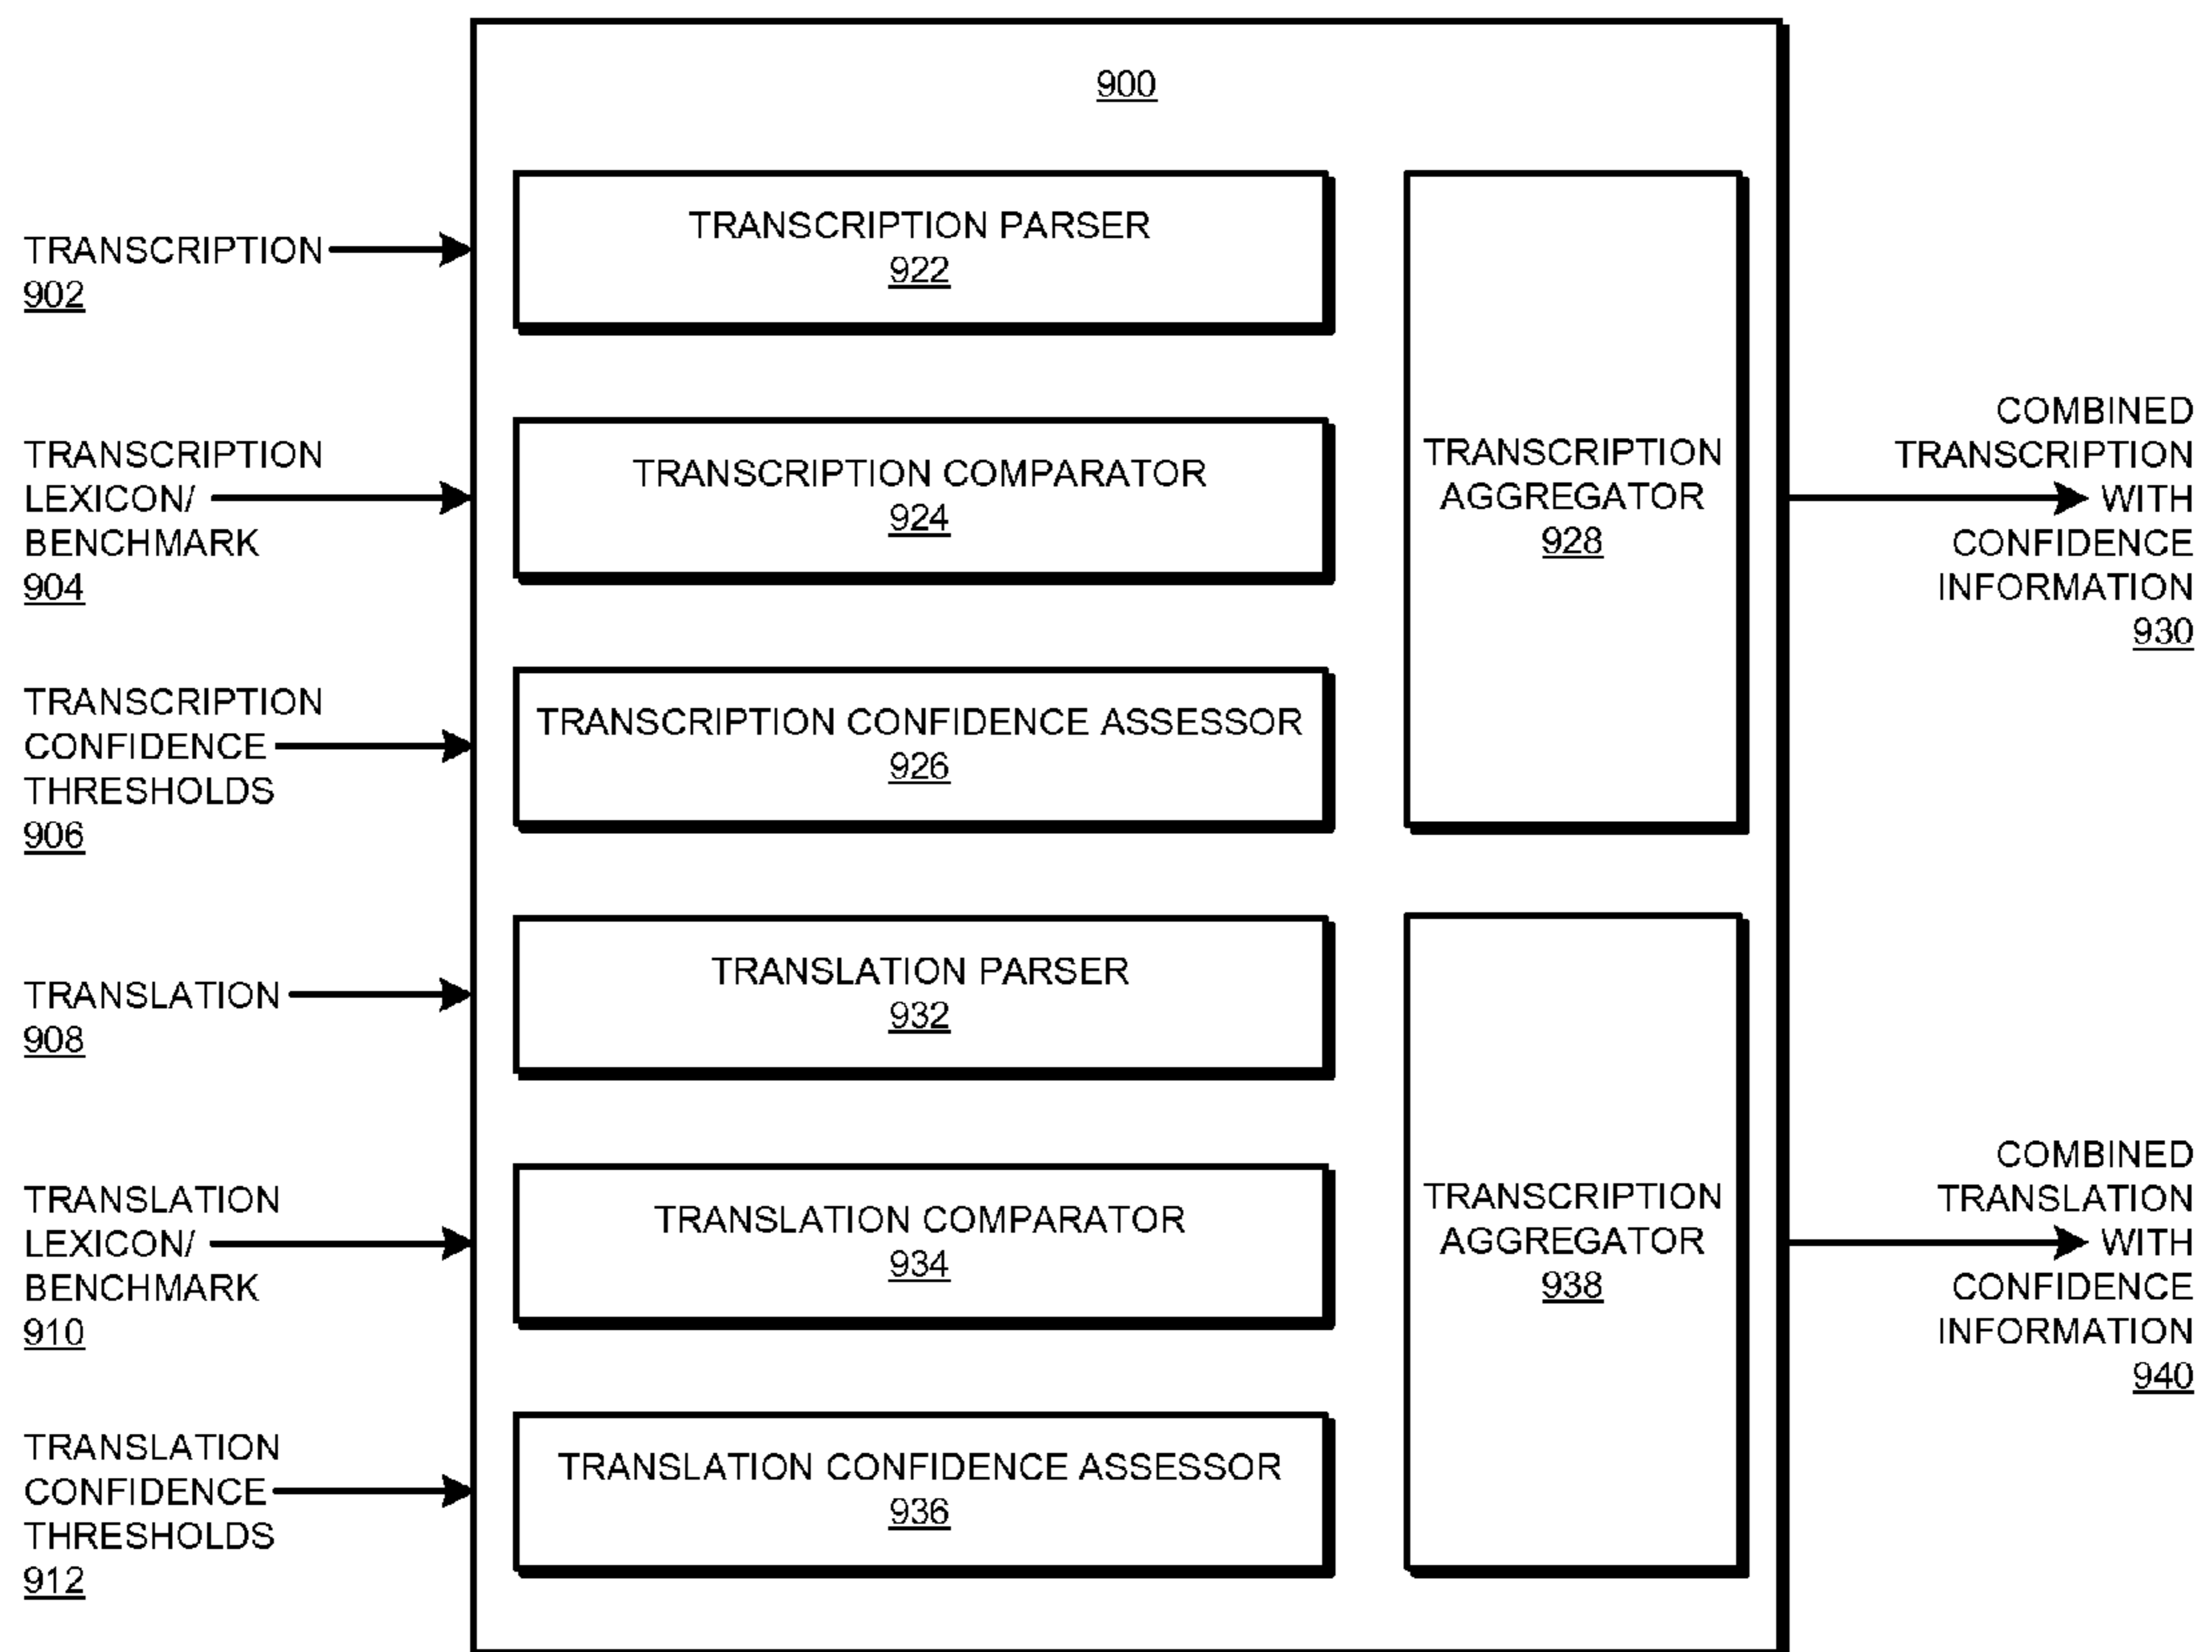 900
TRANSCRIPTION
902
TRANSCRIPTION
LEXICON/
BENCHMARK
904
TRANSCRIPTION
CONFIDENCE
THRESHOLDS
906
TRANSLATION
908
TRANSLATION
LEXICON/
BENCHMARK
910
TRANSLATION
CONFIDENCE
THRESHOLDS
912
TRANSCRIPTION PARSER
922
TRANSCRIPTION COMPARATOR
924
TRANSCRIPTION CONFIDENCE ASSESSOR
926
TRANSLATION PARSER
932
TRANSLATION COMPARATOR
934
TRANSLATION CONFIDENCE ASSESSOR
936
TRANSCRIPTION
AGGREGATOR
928
TRANSCRIPTION
AGGREGATOR
938
COMBINED
TRANSCRIPTION
WITH
CONFIDENCE
INFORMATION
930
COMBINED
TRANSLATION
WITH
CONFIDENCE
INFORMATION
940